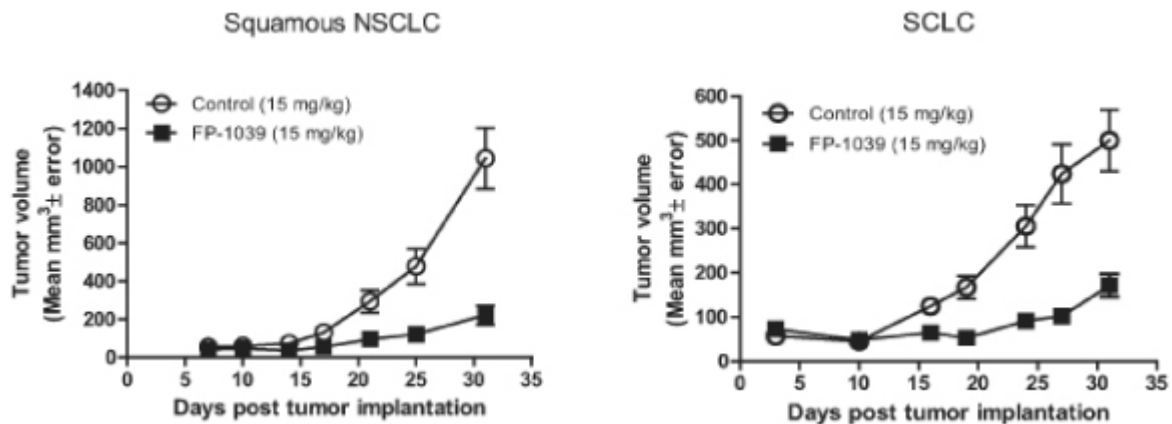 Squamous NSCLC
Control (15 mg/kg)
FP-1039 (15 mg/kg)
Tumor volume
(Mean mm³± error)
1400
1200
1000
800
600
400
200
0
0 5 10 15 20 25 30 35
Days post tumor implantation
SCLC
Control (15 mg/kg)
FP-1039 (15 mg/kg)
Tumor volume
(Mean mm³± error)
600
500
400
300
200
100
0
0 5 10 15 20 25 30 35
Days post tumor implantation